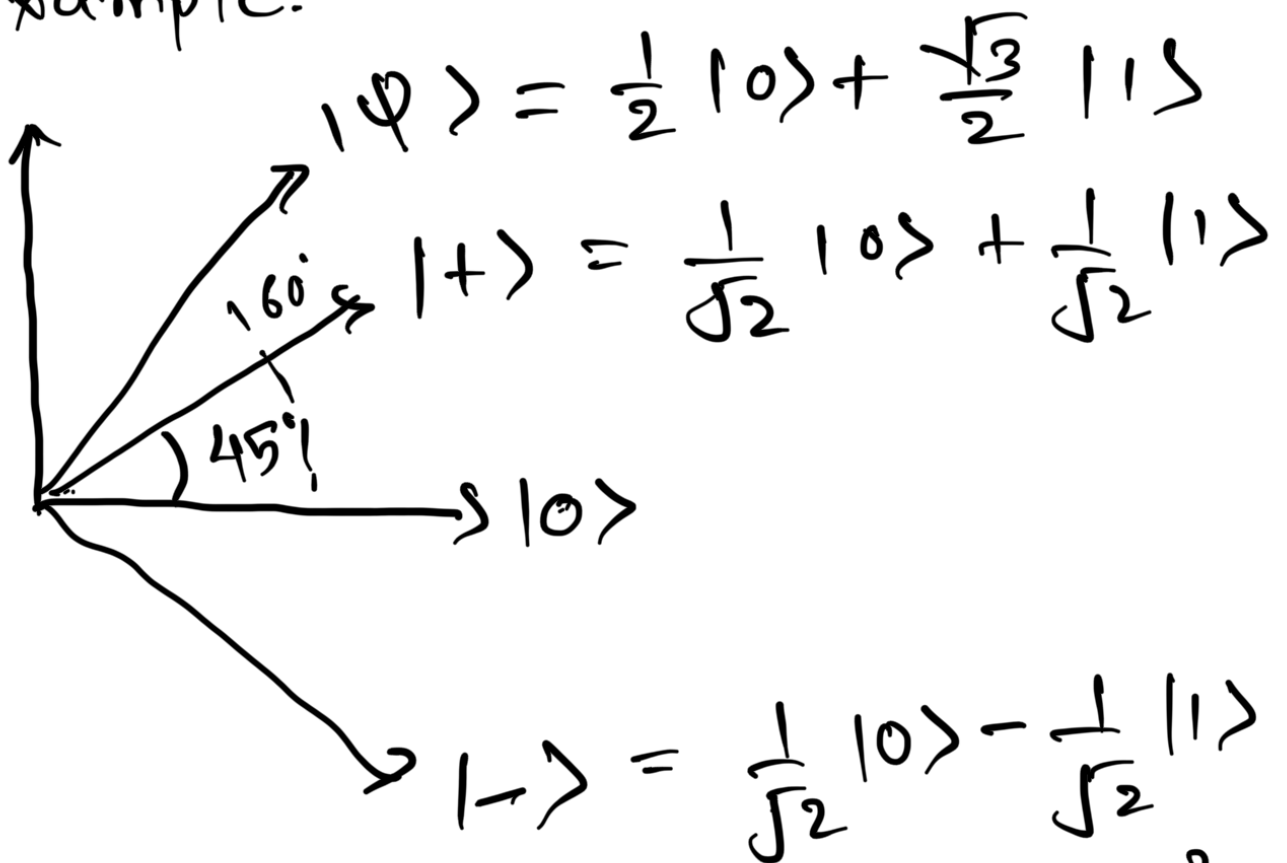 |φ> = 1/2 |0> + √3/2 |1>
|+> = 1/√2 |0> + 1/√2 |1>
60°
45°
|0>
|-> = 1/√2 |0> - 1/√2 |1>